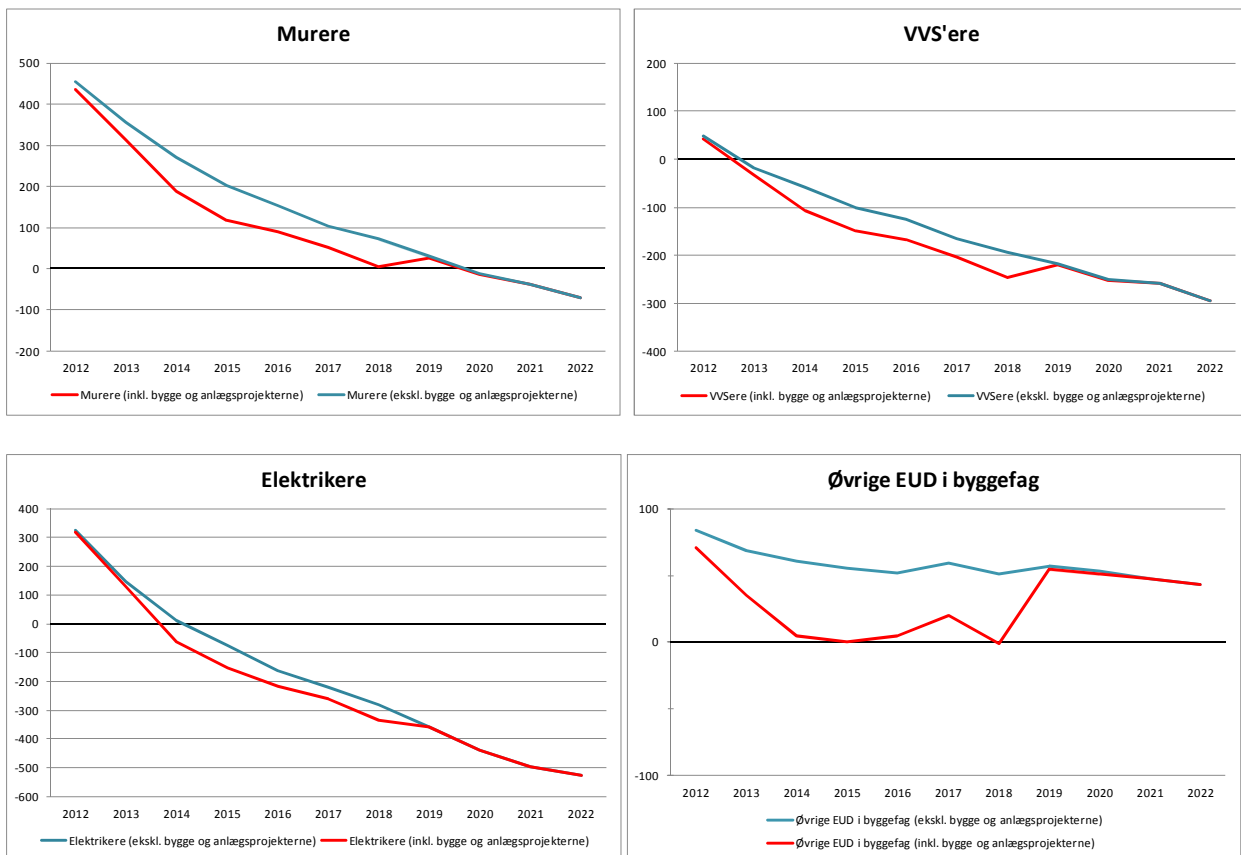 Murere
500
400
300
200
100
0
-100
-200
2012 2013 2014 2015 2016 2017 2018 2019 2020 2021 2022
Murere (inkl. bygge og anlægsprojekterne) Murere (ekskl. bygge og anlægsprojekterne)
VVS'ere
200
100
0
-100
-200
-300
-400
2012 2013 2014 2015 2016 2017 2018 2019 2020 2021 2022
VVSere (inkl. bygge og anlægsprojekterne) VVSere (ekskl. bygge og anlægsprojekterne)
Elektrikere
400
300
200
100
0
-100
-200
-300
-400
-500
-600
2012 2013 2014 2015 2016 2017 2018 2019 2020 2021 2022
Elektrikere (ekskl. bygge og anlægsprojekterne) Elektrikere (inkl. bygge og anlægsprojekterne)
Øvrige EUD i byggefag
100
0
-100
2012 2013 2014 2015 2016 2017 2018 2019 2020 2021 2022
Øvrige EUD i byggefag (ekskl. bygge og anlægsprojekterne)
Øvrige EUD i byggefag (inkl. bygge og anlægsprojekterne)